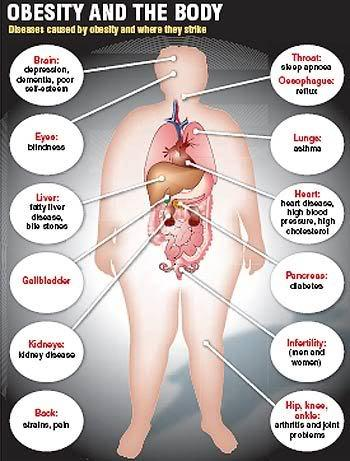 OBESITY AND THE BODY
Diseases caused by obesity and where they strike
Brain:
depression,
dementia, poor
self-esteem
Eyes:
blindness
Liver:
fatty liver
disease,
bile stones
Gallbladder
Kidneys:
kidney disease
Back:
strains, pain
Throat:
sleep apnoea
Oesophague:
reflux
Lungs:
asthma
Heart:
heart disease,
high blood
pressure, high
cholesterol
Pancreas:
diabetes
Infertility:
(men and
women)
Hip, knee,
ankle:
arthritis and joint
problems